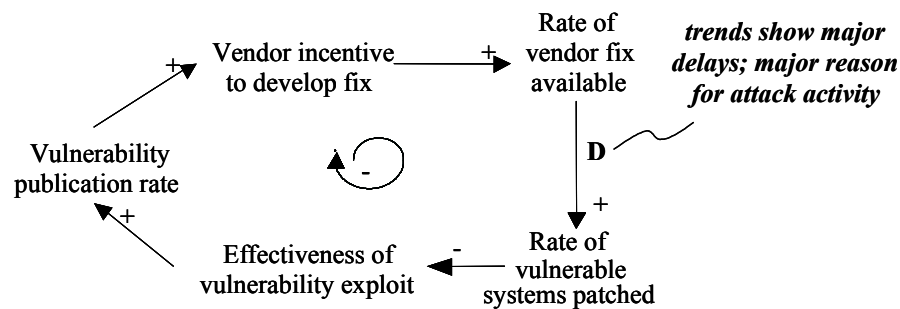 Vendor incentive
to develop fix
+
Rate of
vendor fix
available
trends show major
delays; major reason
for attack activity
+
D
Vulnerability
publication rate
-
+
+
Effectiveness of
vulnerability exploit
-
Rate of
vulnerable
systems patched